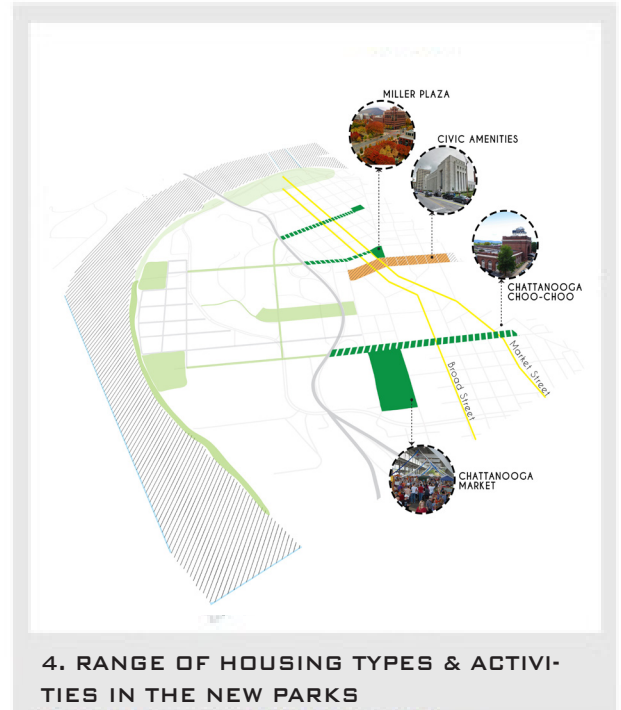 MILLER PLAZA
CIVIC AMENITIES
CHATTANOOGA
CHOO-CHOO
Market Street
Broad Street
CHATTANOOGA
MARKET
4. RANGE OF HOUSING TYPES & ACTIVI-
TIES IN THE NEW PARKS